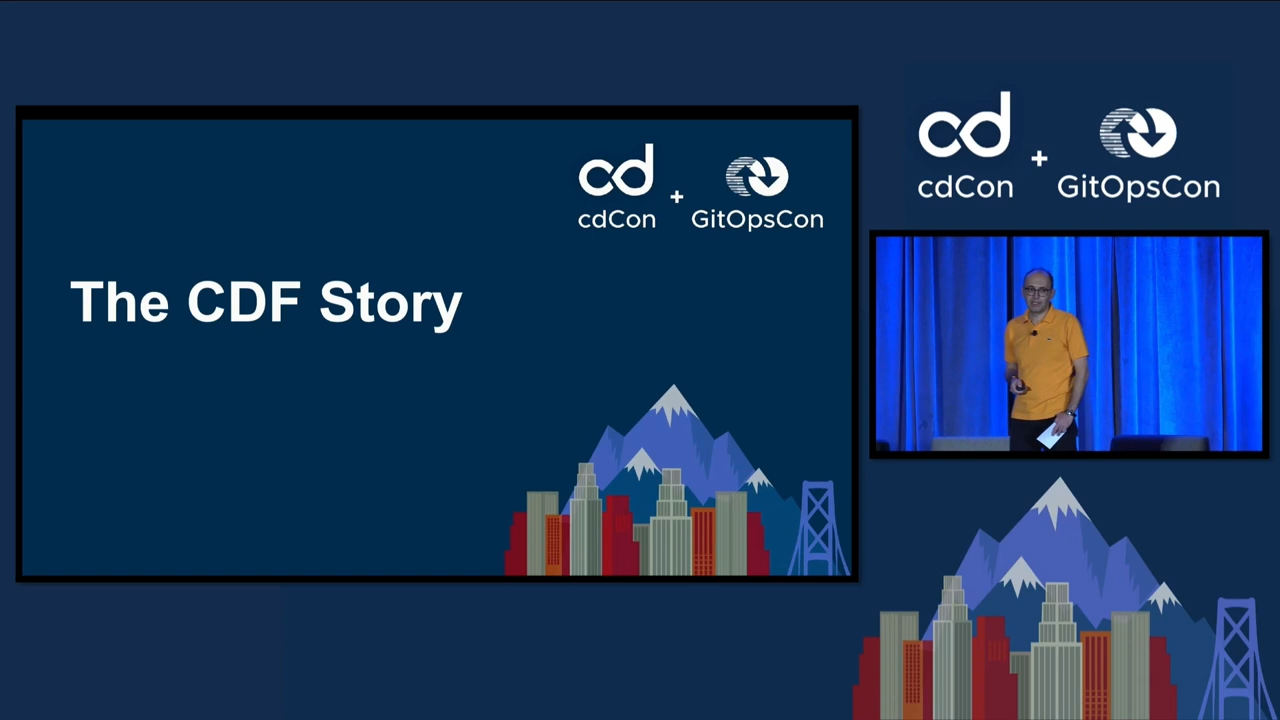 cd
cdCon
+
GitOpsCon
The CDF Story
cd
cdCon
+
GitOpsCon